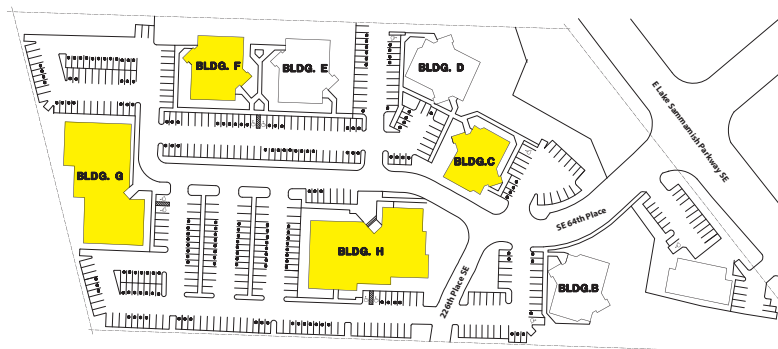 BLDG. F
BLDG. E
BLDG. D
E Lake Sammamish Parkway SE
BLDG.C
BLDG. G
SE 64th Place
BLDG. H
226th Place SE
BLDG.B